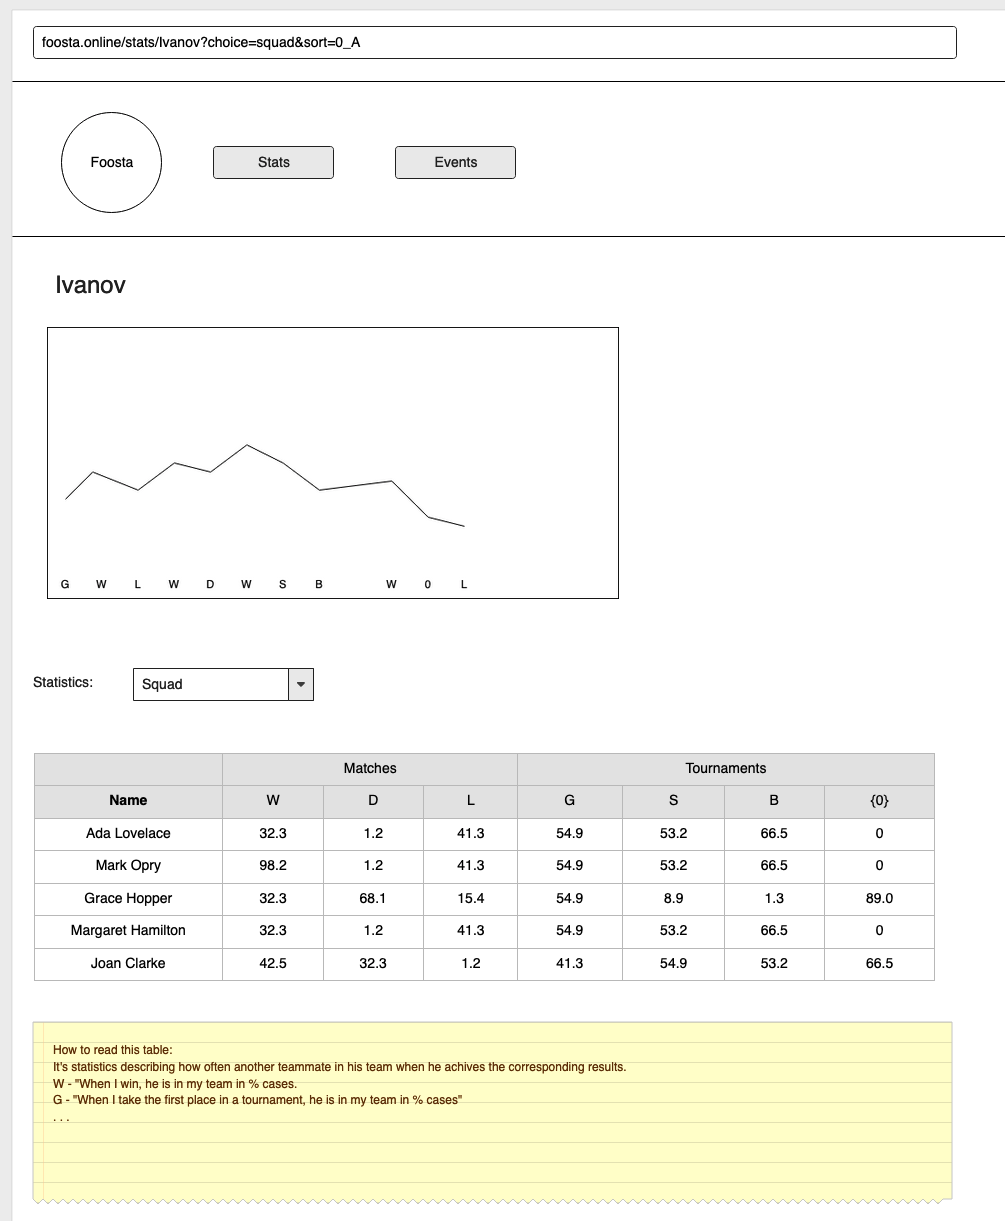 foosta.online/stats/Ivanov?choice=squad&sort=0_A
Foosta Stats Events
Ivanov
G W L W D W S B W 0 L
Statistics: Squad
Matches Tournaments
Name W D L G S B {0}
Ada Lovelace 32.3 1.2 41.3 54.9 53.2 66.5 0
Mark Opry 98.2 1.2 41.3 54.9 53.2 66.5 0
Grace Hopper 32.3 68.1 15.4 54.9 8.9 1.3 89.0
Margaret Hamilton 32.3 1.2 41.3 54.9 53.2 66.5 0
Joan Clarke 42.5 32.3 1.2 41.3 54.9 53.2 66.5
How to read this table:
It's statistics describing how often another teammate in his team when he achives the corresponding results.
W - "When I win, he is in my team in % cases.
G - "When I take the first place in a tournament, he is in my team in % cases"
. . .